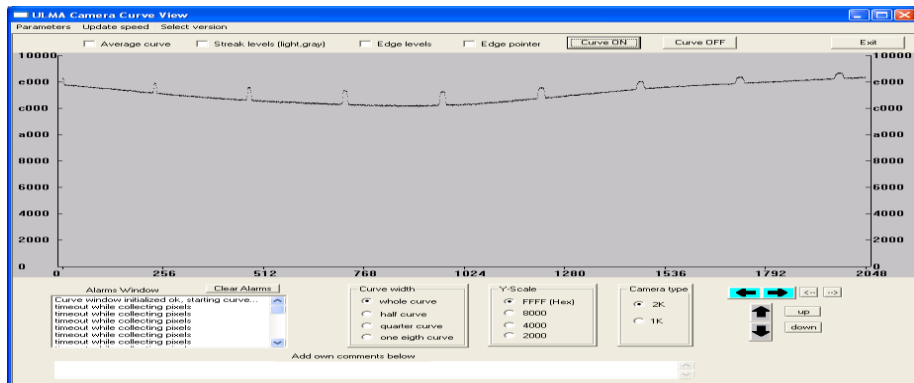 ULMA Camera Curve View
Parameters Update speed Select version
Average curve Streak levels (light,gray) Edge levels Edge pointer Curve ON Curve OFF Exit
10000 10000
e000 e000
c000 c000
a000 a000
8000 8000
6000 6000
4000 4000
2000 2000
0 0
0 256 512 768 1024 1280 1536 1792 2048
Alarms Window Clear Alarms
Curve window initialized ok, starting curve...
timeout while collecting pixels
timeout while collecting pixels
timeout while collecting pixels
timeout while collecting pixels
timeout while collecting pixels
Curve width
whole curve
half curve
quarter curve
one eigth curve
Y-Scale
FFFF (Hex)
8000
4000
2000
Camera type
2K
1K
<-- -->
up
down
Add own comments below